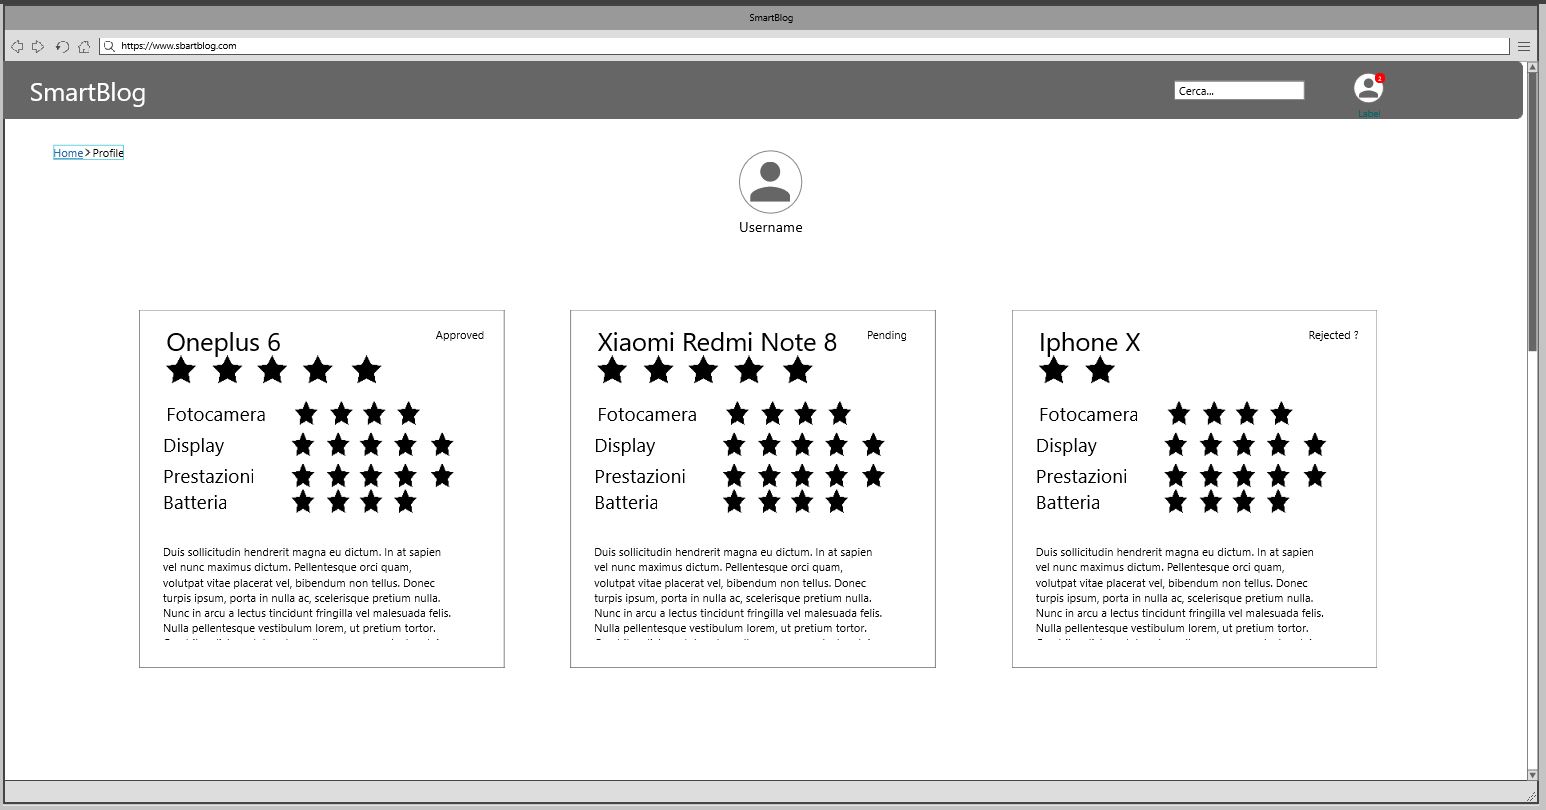 SmartBlog
https://www.sbartblog.com
SmartBlog
Cerca...
2
Label
Home > Profile
Username
Oneplus 6
Approved
Fotocamera
Display
Prestazioni
Batteria
Duis sollicitudin hendrerit magna eu dictum. In at sapien
vel nunc maximus dictum. Pellentesque orci quam,
volutpat vitae placerat vel, bibendum non tellus. Donec
turpis ipsum, porta in nulla ac, scelerisque pretium nulla.
Nunc in arcu a lectus tincidunt fringilla vel malesuada felis.
Nulla pellentesque vestibulum lorem, ut pretium tortor.
Xiaomi Redmi Note 8
Pending
Fotocamera
Display
Prestazioni
Batteria
Duis sollicitudin hendrerit magna eu dictum. In at sapien
vel nunc maximus dictum. Pellentesque orci quam,
volutpat vitae placerat vel, bibendum non tellus. Donec
turpis ipsum, porta in nulla ac, scelerisque pretium nulla.
Nunc in arcu a lectus tincidunt fringilla vel malesuada felis.
Nulla pellentesque vestibulum lorem, ut pretium tortor.
Iphone X
Rejected ?
Fotocamera
Display
Prestazioni
Batteria
Duis sollicitudin hendrerit magna eu dictum. In at sapien
vel nunc maximus dictum. Pellentesque orci quam,
volutpat vitae placerat vel, bibendum non tellus. Donec
turpis ipsum, porta in nulla ac, scelerisque pretium nulla.
Nunc in arcu a lectus tincidunt fringilla vel malesuada felis.
Nulla pellentesque vestibulum lorem, ut pretium tortor.